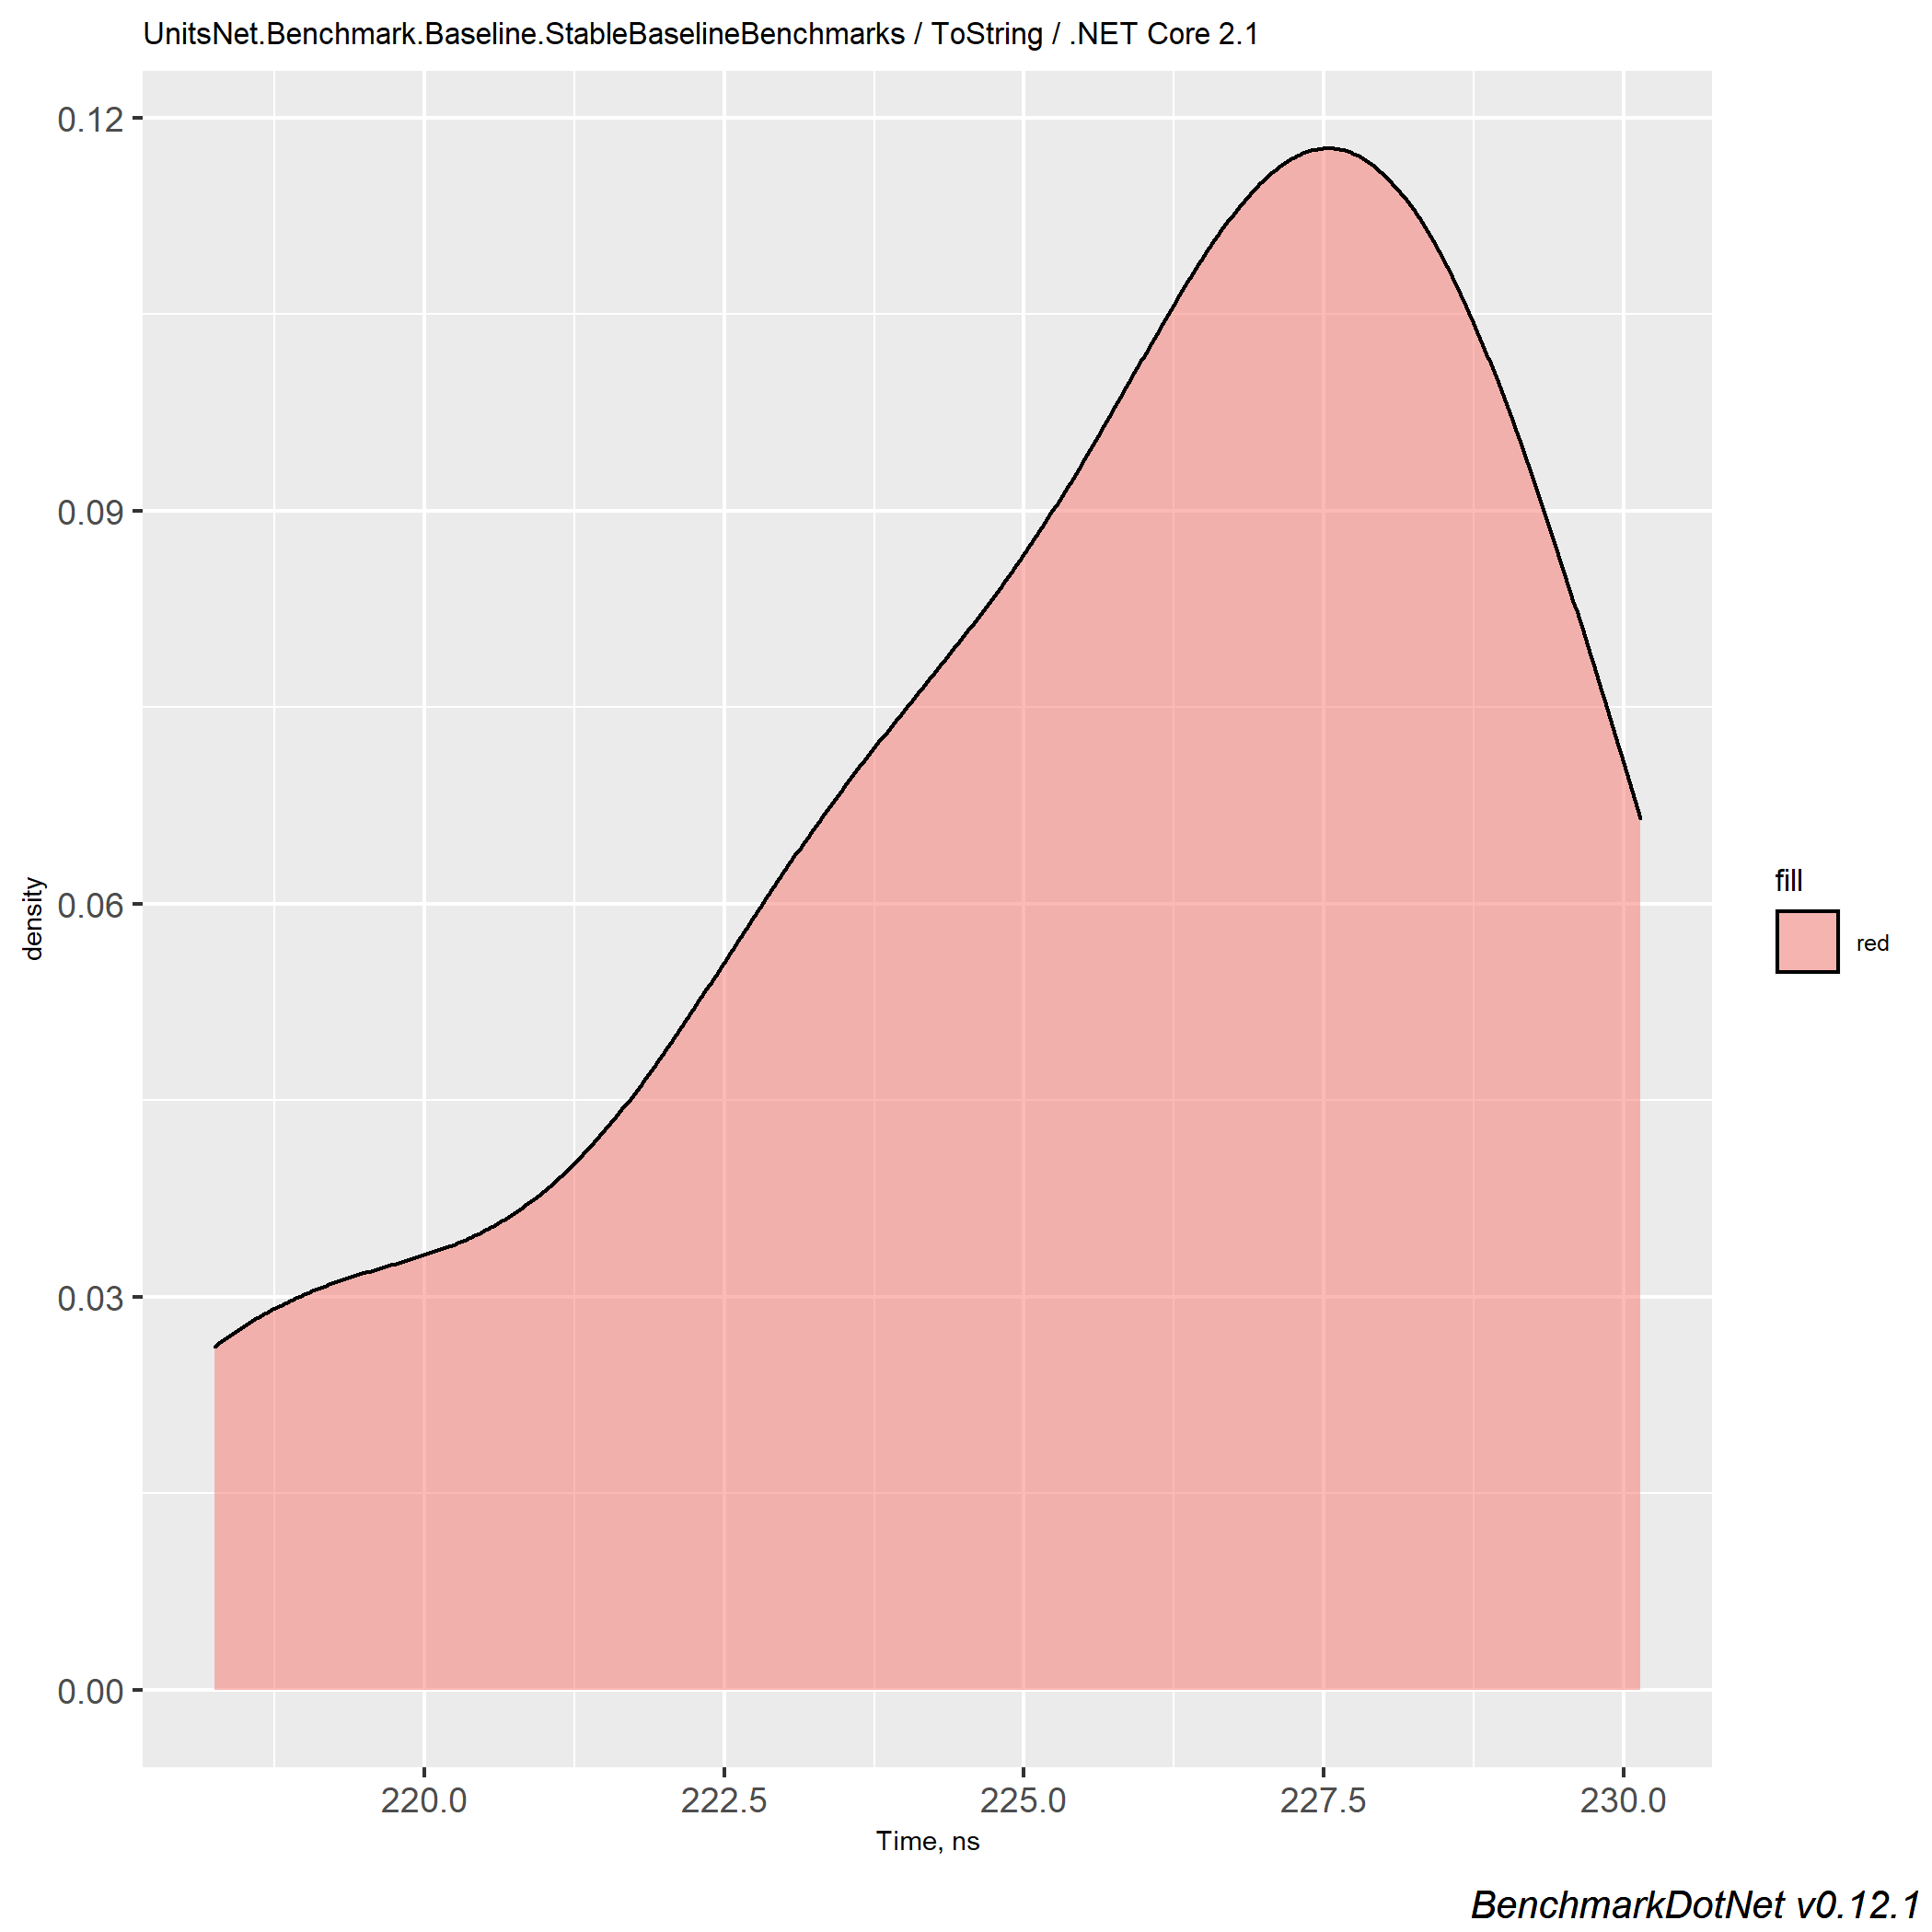 UnitsNet.Benchmark.Baseline.StableBaselineBenchmarks / ToString / .NET Core 2.1
0.12
0.09
0.06
0.03
0.00
density
220.0 222.5 225.0 227.5 230.0
Time, ns
fill
red
BenchmarkDotNet v0.12.1